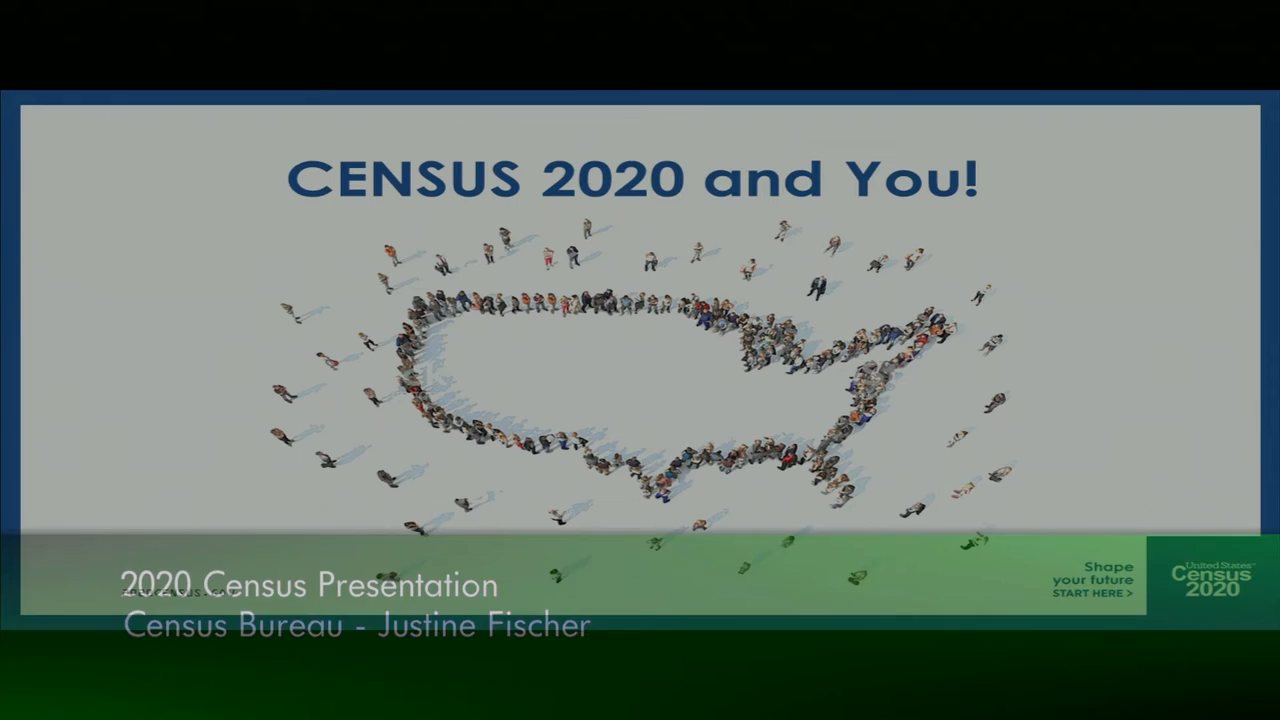 CENSUS 2020 and You!
Shape
your future
START HERE >
United States™
Census
2020
2020 Census Presentation
Census Bureau - Justine Fischer